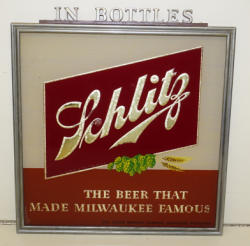 IN BOTTLES
Schlitz
THE BEER THAT
MADE MILWAUKEE FAMOUS